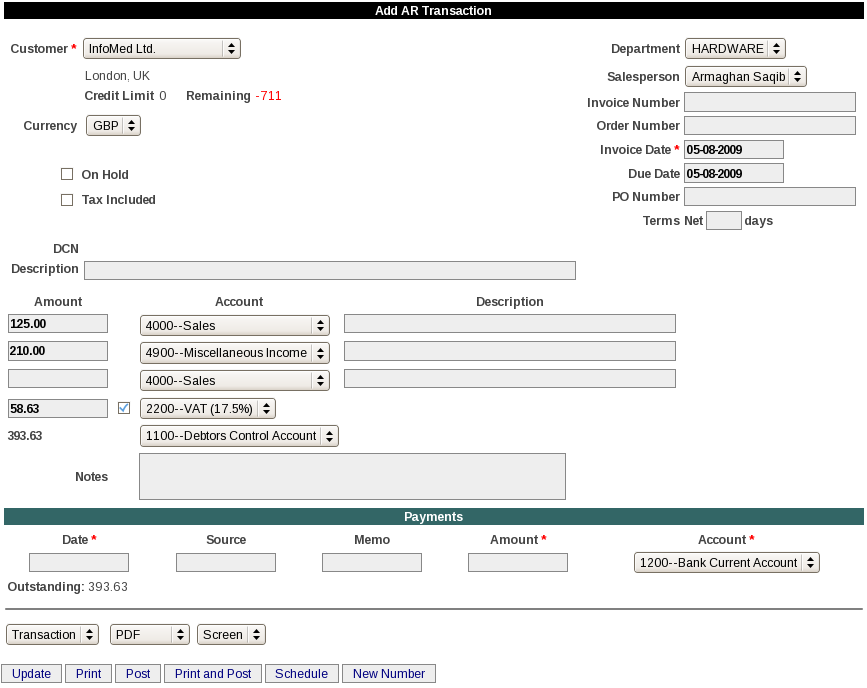 Add AR Transaction
Customer * InfoMed Ltd.
London, UK
Credit Limit 0 Remaining -711
Currency GBP
On Hold
Tax Included
Department HARDWARE
Salesperson Armaghan Saqib
Invoice Number
Order Number
Invoice Date * 05-08-2009
Due Date 05-08-2009
PO Number
Terms Net days
DCN
Description
Amount Account Description
125.00 4000--Sales
210.00 4900--Miscellaneous Income
4000--Sales
58.63 2200--VAT (17.5%)
393.63 1100--Debtors Control Account
Notes
Payments
Date * Source Memo Amount * Account *
1200--Bank Current Account
Outstanding: 393.63
Transaction PDF Screen
Update Print Post Print and Post Schedule New Number